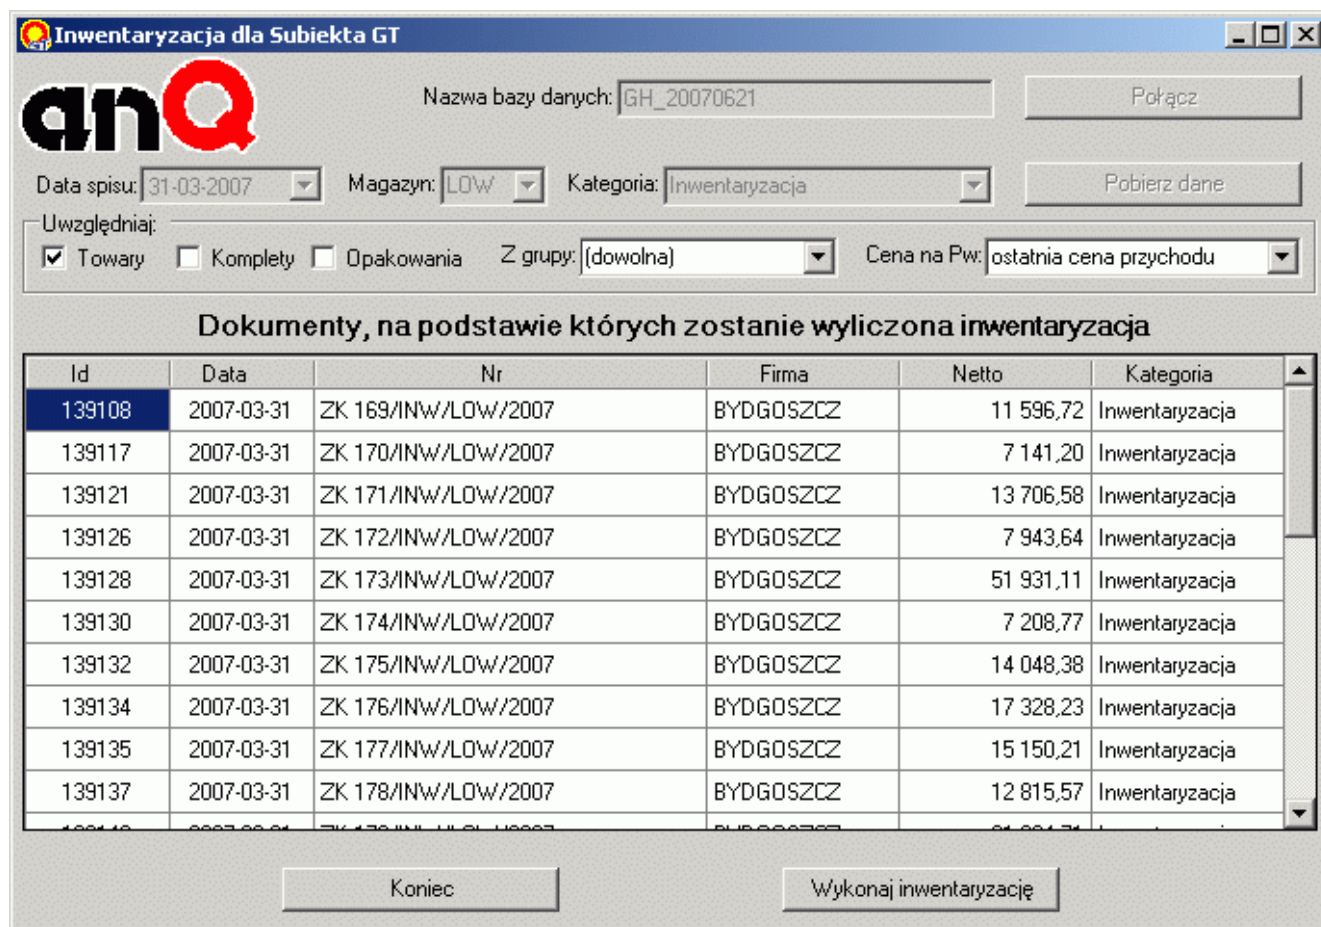 Inwentaryzacja dla Subiekta GT
anQ
Nazwa bazy danych: GH_20070621 Połącz
Data spisu: 31-03-2007 Magazyn: LOW Kategoria: Inwentaryzacja Pobierz dane
Uwzględniaj:
Towary Komplety Opakowania Z grupy: (dowolna) Cena na Pw: ostatnia cena przychodu
Dokumenty, na podstawie których zostanie wyliczona inwentaryzacja
Id Data Nr Firma Netto Kategoria
139108 2007-03-31 ZK 169/INW/LOW/2007 BYDGOSZCZ 11 596,72 Inwentaryzacja
139117 2007-03-31 ZK 170/INW/LOW/2007 BYDGOSZCZ 7 141,20 Inwentaryzacja
139121 2007-03-31 ZK 171/INW/LOW/2007 BYDGOSZCZ 13 706,58 Inwentaryzacja
139126 2007-03-31 ZK 172/INW/LOW/2007 BYDGOSZCZ 7 943,64 Inwentaryzacja
139128 2007-03-31 ZK 173/INW/LOW/2007 BYDGOSZCZ 51 931,11 Inwentaryzacja
139130 2007-03-31 ZK 174/INW/LOW/2007 BYDGOSZCZ 7 208,77 Inwentaryzacja
139132 2007-03-31 ZK 175/INW/LOW/2007 BYDGOSZCZ 14 048,38 Inwentaryzacja
139134 2007-03-31 ZK 176/INW/LOW/2007 BYDGOSZCZ 17 328,23 Inwentaryzacja
139135 2007-03-31 ZK 177/INW/LOW/2007 BYDGOSZCZ 15 150,21 Inwentaryzacja
139137 2007-03-31 ZK 178/INW/LOW/2007 BYDGOSZCZ 12 815,57 Inwentaryzacja
Koniec Wykonaj inwentaryzację